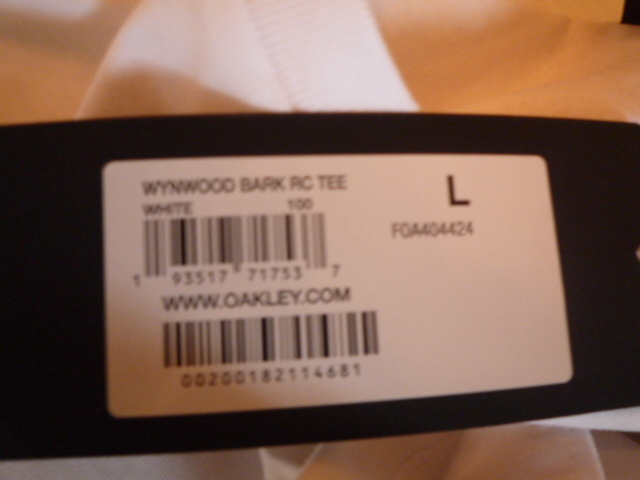 WYNWOOD BARK RC TEE
WHITE 100
L
FOA404424
1 93517 71753 7
WWW.OAKLEY.COM
00200182114681